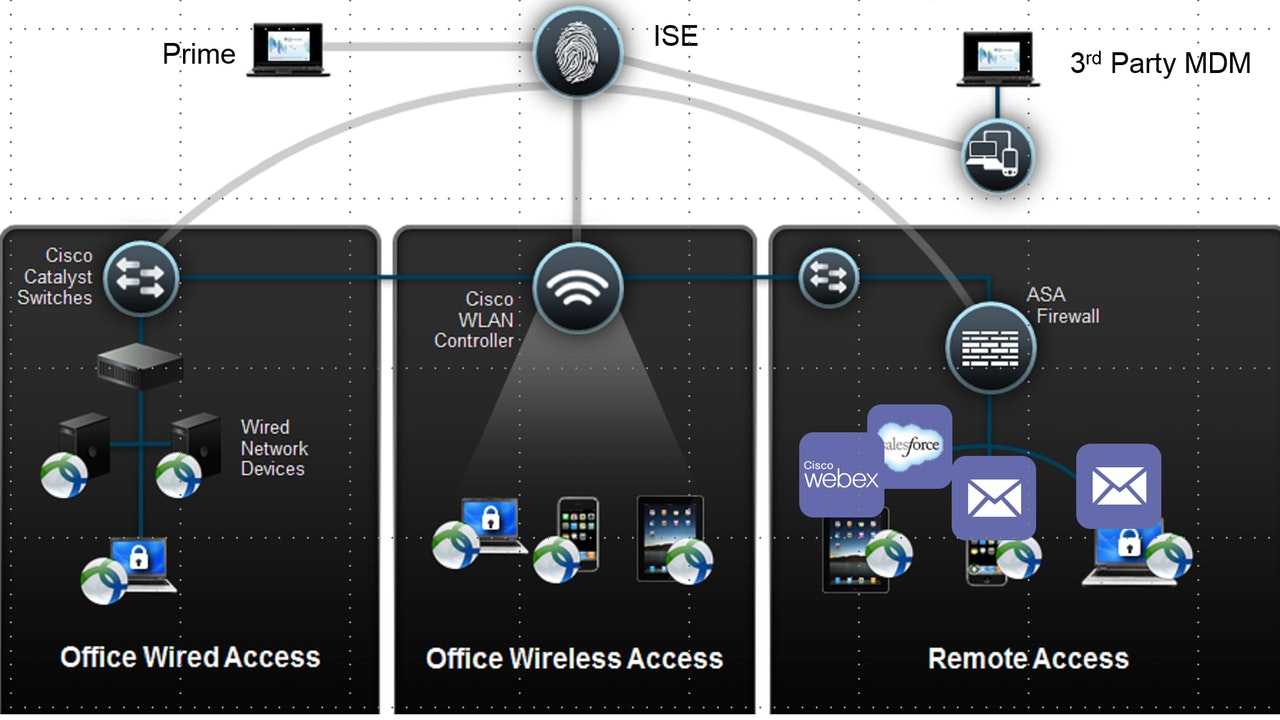 Prime
ISE
3rd Party MDM
Cisco
Catalyst
Switches
Cisco
WLAN
Controller
ASA
Firewall
Wired
Network
Devices
salesforce
Cisco
webex
Office Wired Access
Office Wireless Access
Remote Access